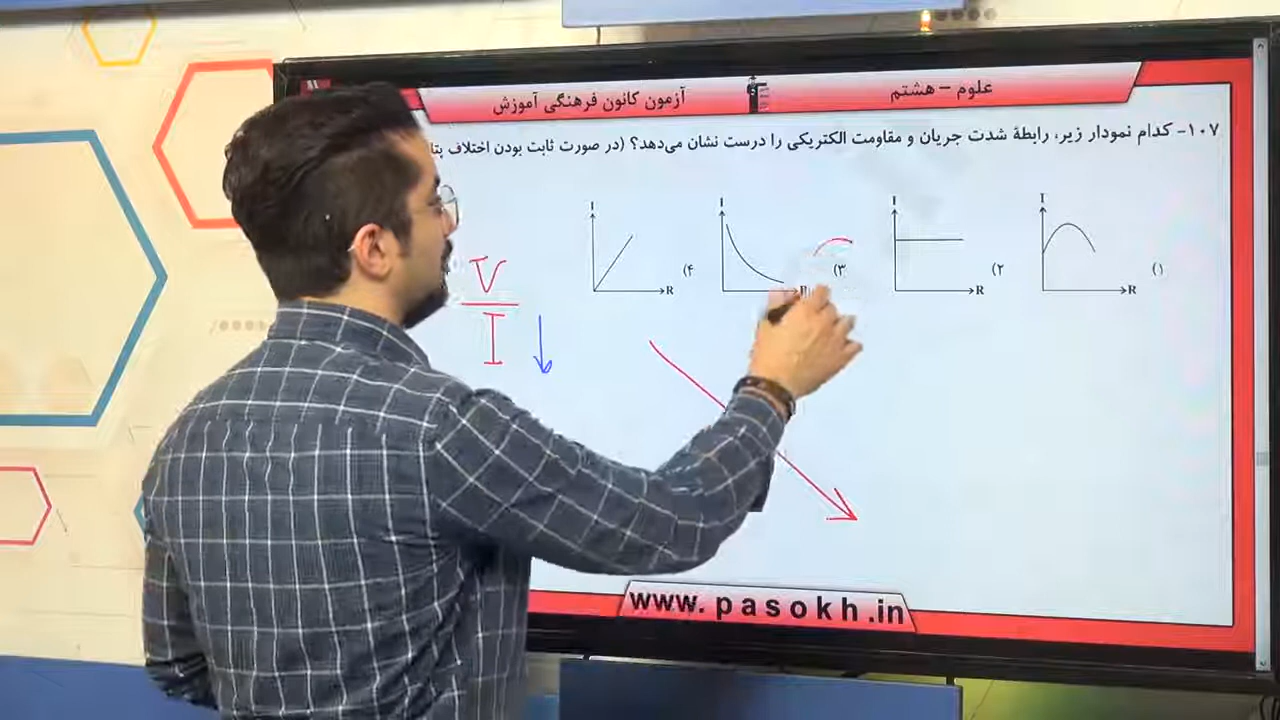 علوم - هشتم
آزمون کانون فرهنگی آموزش
۱۰۷- کدام نمودار زیر، رابطهٔ شدت جریان و مقاومت الکتریکی را درست نشان می‌دهد؟ (در صورت ثابت بودن اختلاف
۱) I R
۲) I R
۳) I R
۴) I R
V
I
www.pasokh.in